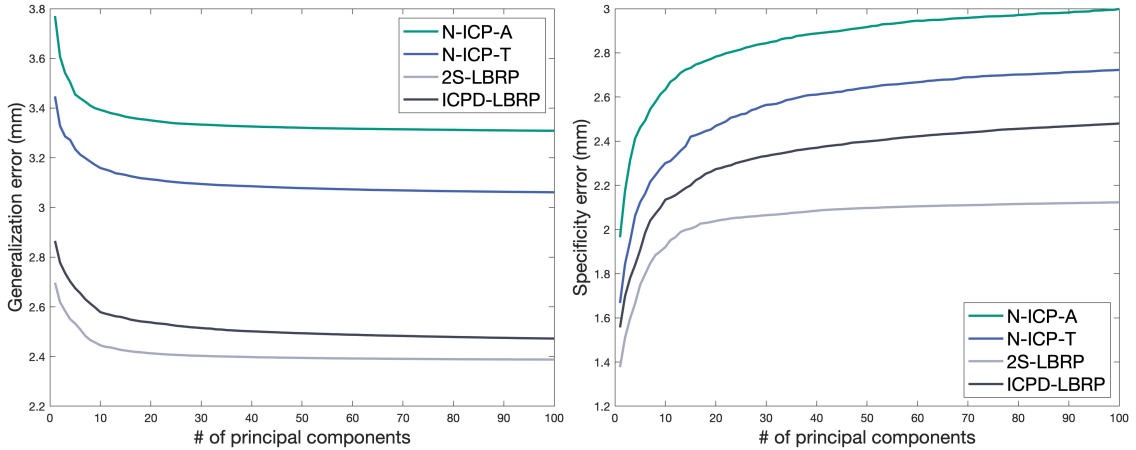 3.8
3.6
3.4
3.2
3
2.8
2.6
2.4
2.2
Generalization error (mm)
0 10 20 30 40 50 60 70 80 90 100
# of principal components
N-ICP-A
N-ICP-T
2S-LBRP
ICPD-LBRP
3
2.8
2.6
2.4
2.2
2
1.8
1.6
1.4
1.2
Specificity error (mm)
0 10 20 30 40 50 60 70 80 90 100
# of principal components
N-ICP-A
N-ICP-T
2S-LBRP
ICPD-LBRP